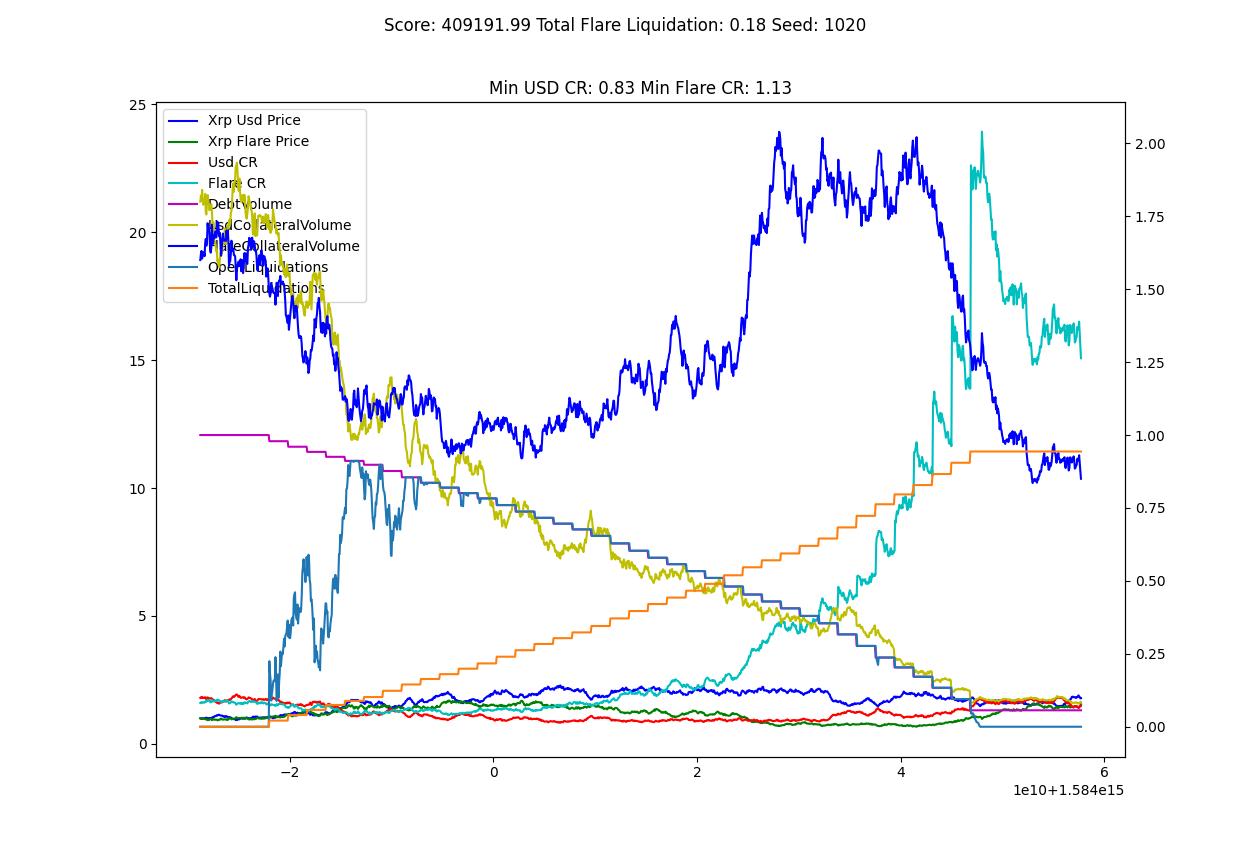 Score: 409191.99 Total Flare Liquidation: 0.18 Seed: 1020
Min USD CR: 0.83 Min Flare CR: 1.13
25
20
15
10
5
0
Xrp Usd Price
Xrp Flare Price
Usd CR
Flare CR
DebtVolume
UsdCollateralVolume
FlareCollateralVolume
OpenLiquidations
TotalLiquidations
2.00
1.75
1.50
1.25
1.00
0.75
0.50
0.25
0.00
−2 0 2 4 6
1e10+1.584e15